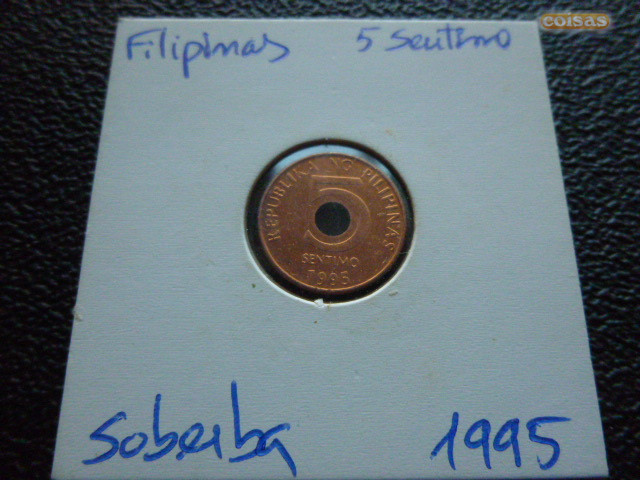 coisas
Filipinas 5 Sentimo
REPUBLIKA NG PILIPINAS
5
SENTIMO
1995
Soberba 1995